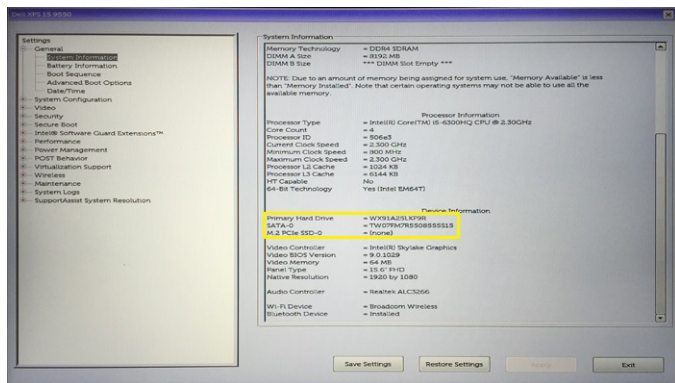 Dell XPS 15 9550
Settings
General
System Information
Battery Information
Boot Sequence
Advanced Boot Options
Date/Time
System Configuration
Video
Security
Secure Boot
Intel® Software Guard Extensions™
Performance
Power Management
POST Behavior
Virtualization Support
Wireless
Maintenance
System Logs
SupportAssist System Resolution
System Information
Memory Technology = DDR4 SDRAM
DIMM A Size = 8192 MB
DIMM B Size *** DIMM Slot Empty ***
NOTE: Due to an amount of memory being assigned for system use, "Memory Available" is less
than "Memory Installed". Note that certain operating systems may not be able to use all the
available memory.
Processor Information
Processor Type = Intel(R) Core(TM) i5-6300HQ CPU @ 2.30GHz
Core Count = 4
Processor ID = 506e3
Current Clock Speed = 2.300 GHz
Minimum Clock Speed = 800 MHz
Maximum Clock Speed = 2.300 GHz
Processor L2 Cache = 1024 KB
Processor L3 Cache = 6144 KB
HT Capable No
64-Bit Technology Yes (Intel EM64T)
Device Information
Primary Hard Drive =
SATA-0 =
M.2 PCIe SSD-0 = (none)
Video Controller = Intel(R) Skylake Graphics
Video BIOS Version = 9.0.1029
Video Memory = 64 MB
Panel Type = 15.6" FHD
Native Resolution = 1920 by 1080
Audio Controller = Realtek ALC3266
Wi-Fi Device = Broadcom Wireless
Bluetooth Device = Installed
Save Settings Restore Settings Apply Exit